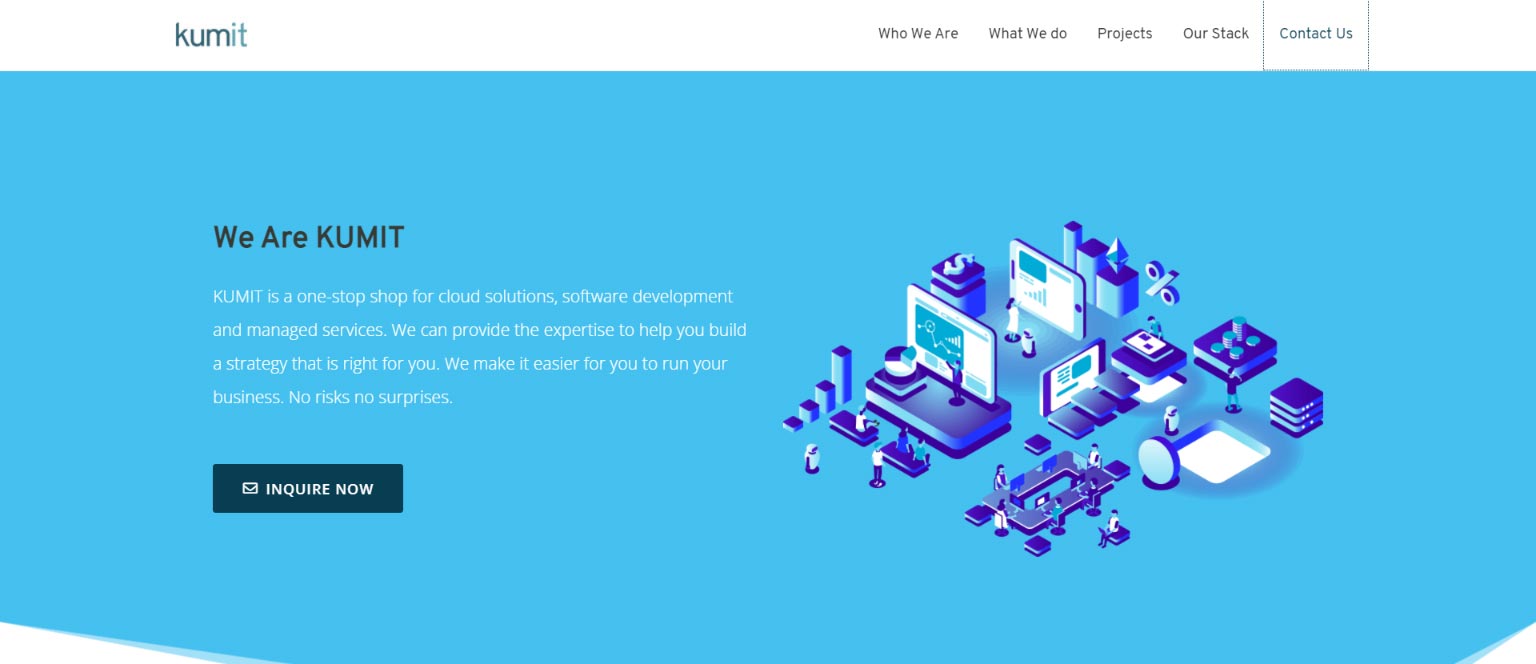 kumit
Who We Are
What We do
Projects
Our Stack
Contact Us
We Are KUMIT
KUMIT is a one-stop shop for cloud solutions, software development
and managed services. We can provide the expertise to help you build
a strategy that is right for you. We make it easier for you to run your
business. No risks no surprises.
INQUIRE NOW
$
%